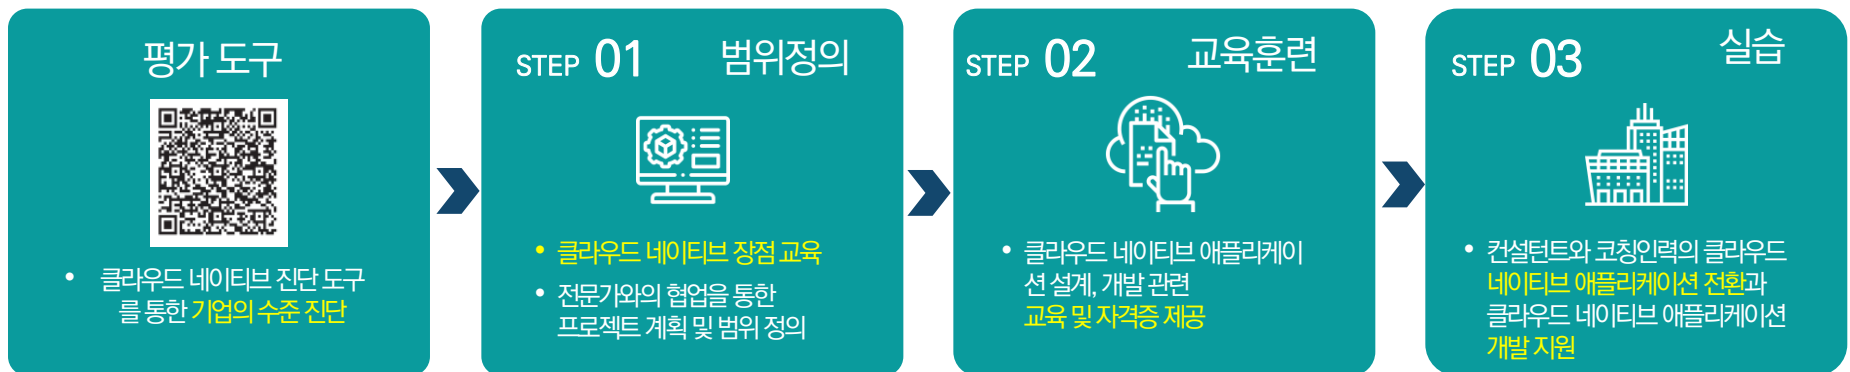 평가 도구
• 클라우드 네이티브 진단 도구
를 통한 기업의 수준 진단
STEP 01 범위정의
• 클라우드 네이티브 장점 교육
• 전문가와의 협업을 통한
프로젝트 계획 및 범위 정의
STEP 02 교육훈련
• 클라우드 네이티브 애플리케이
션 설계, 개발 관련
교육 및 자격증 제공
STEP 03 실습
• 컨설턴트와 코칭인력의 클라우드
네이티브 애플리케이션 전환과
클라우드 네이티브 애플리케이션
개발 지원